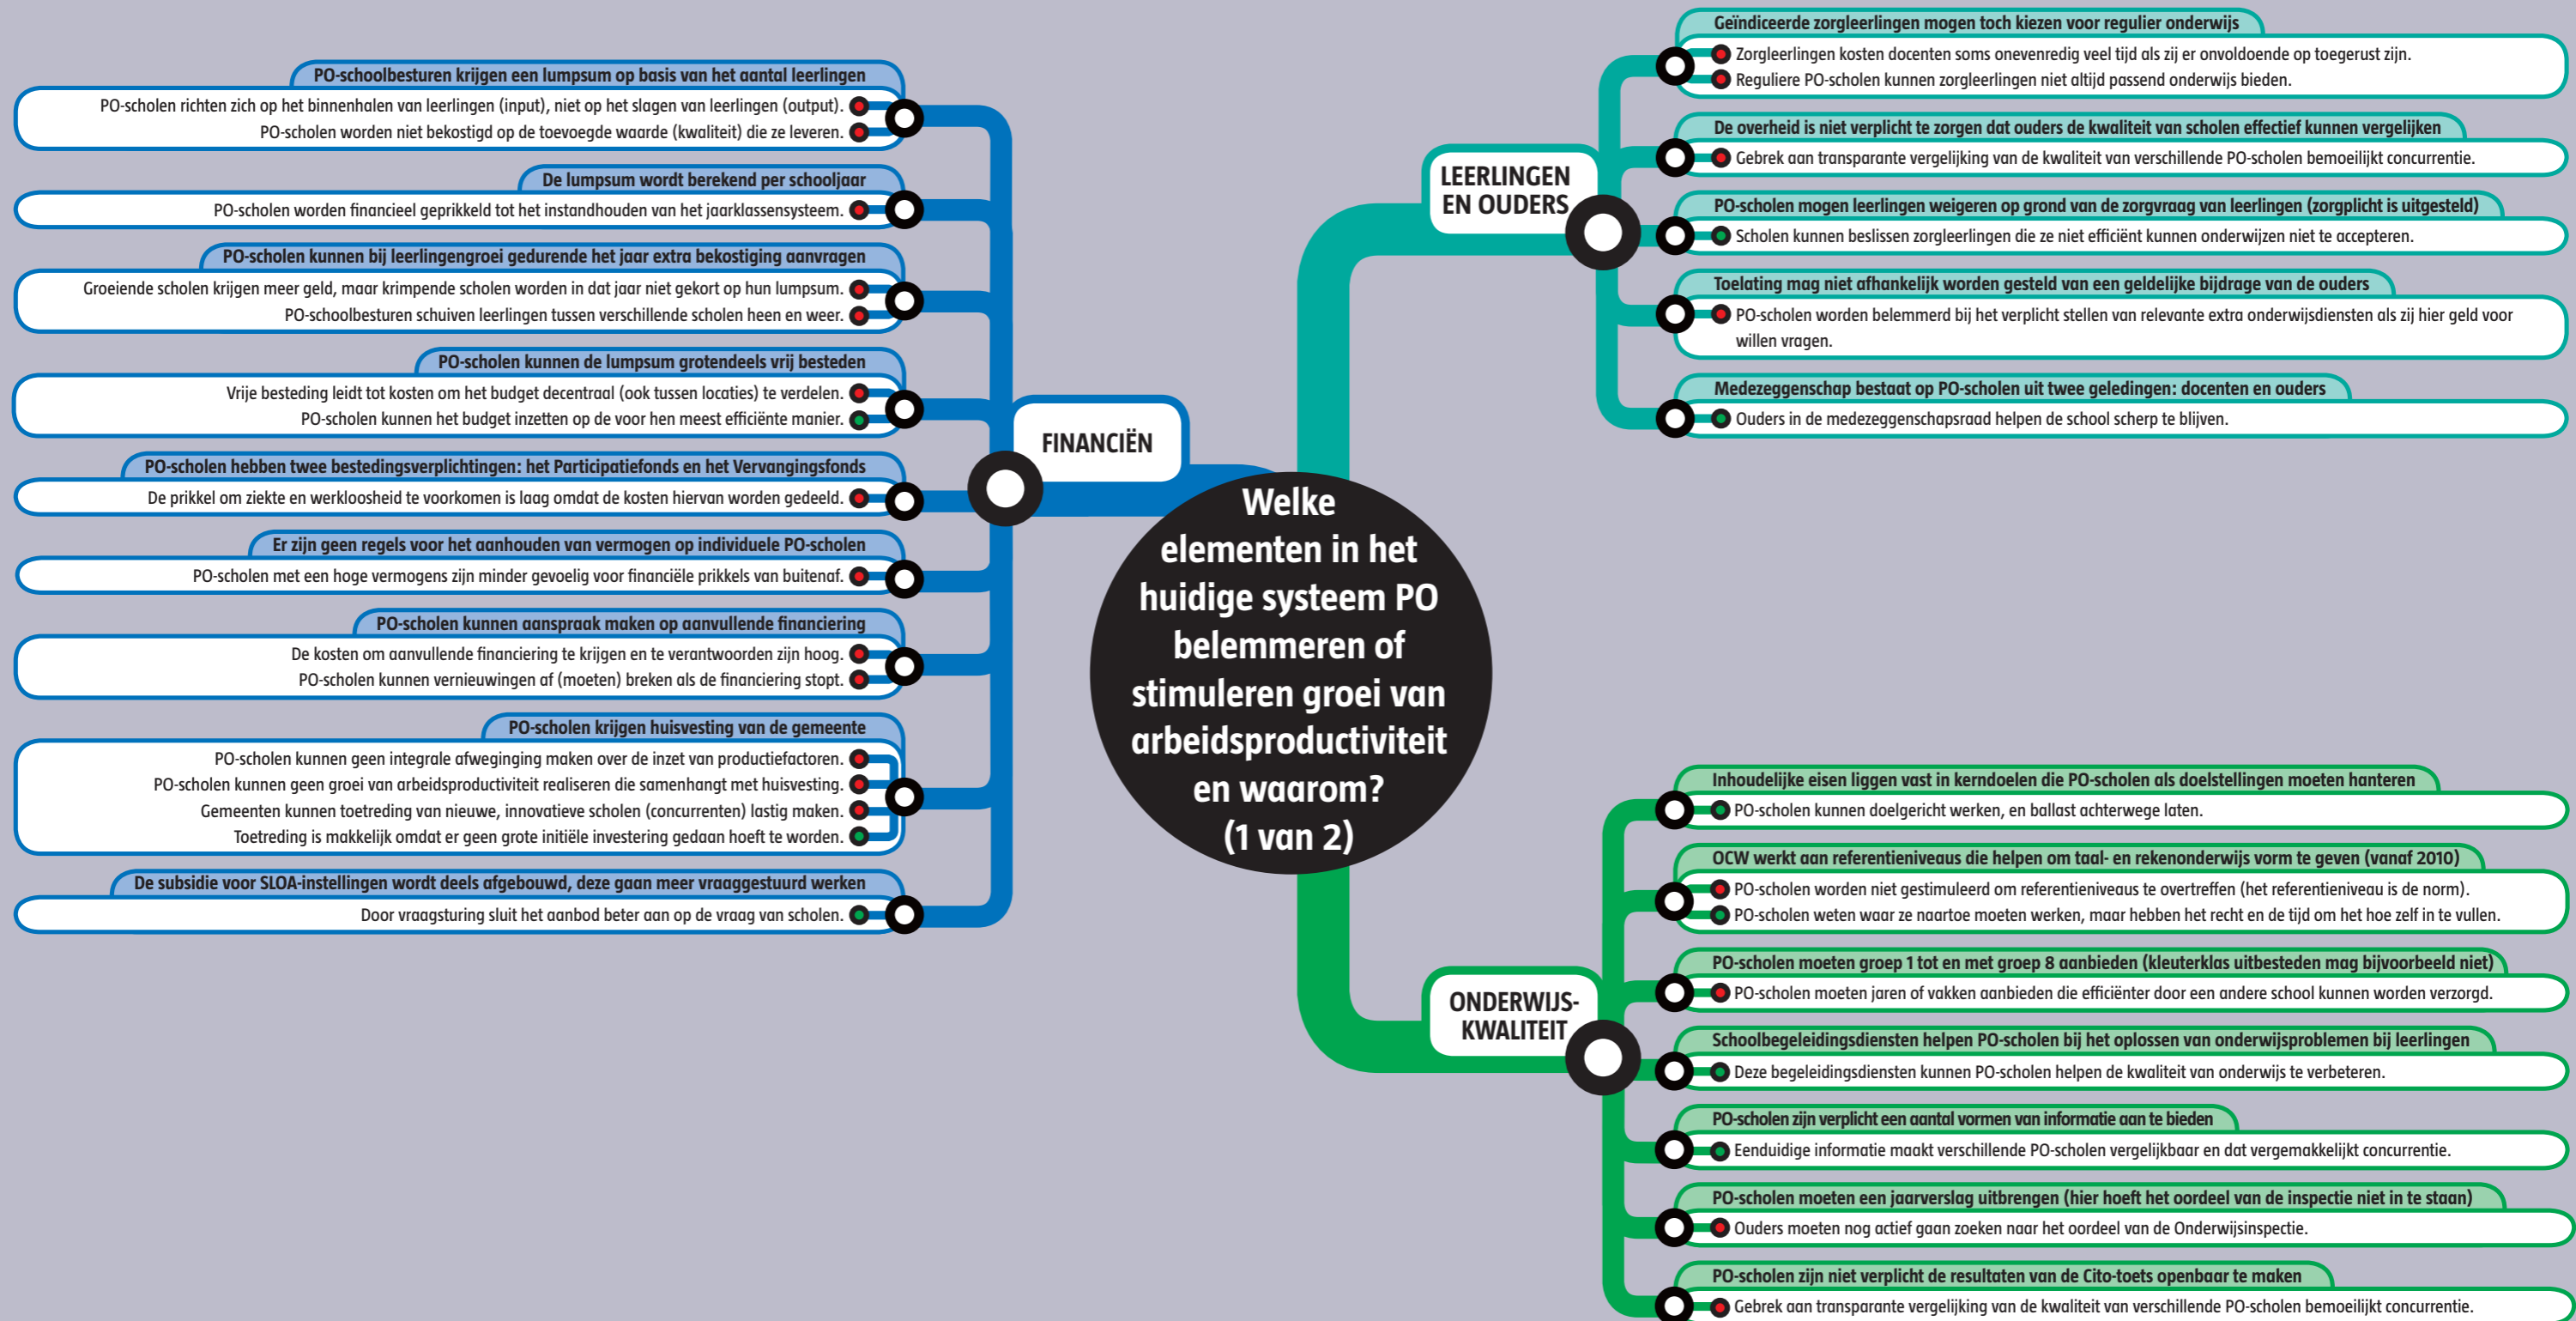 Welke
elementen in het
huidige systeem PO
belemmeren of
stimuleren groei van
arbeidsproductiviteit
en waarom?
(1 van 2)
FINANCIËN
PO-schoolbesturen krijgen een lumpsum op basis van het aantal leerlingen
PO-scholen richten zich op het binnenhalen van leerlingen (input), niet op het slagen van leerlingen (output).
PO-scholen worden niet bekostigd op de toevoegde waarde (kwaliteit) die ze leveren.
De lumpsum wordt berekend per schooljaar
PO-scholen worden financieel geprikkeld tot het instandhouden van het jaarklassensysteem.
PO-scholen kunnen bij leerlingengroei gedurende het jaar extra bekostiging aanvragen
Groeiende scholen krijgen meer geld, maar krimpende scholen worden in dat jaar niet gekort op hun lumpsum.
PO-schoolbesturen schuiven leerlingen tussen verschillende scholen heen en weer.
PO-scholen kunnen de lumpsum grotendeels vrij besteden
Vrije besteding leidt tot kosten om het budget decentraal (ook tussen locaties) te verdelen.
PO-scholen kunnen het budget inzetten op de voor hen meest efficiënte manier.
PO-scholen hebben twee bestedingsverplichtingen: het Participatiefonds en het Vervangingsfonds
De prikkel om ziekte en werkloosheid te voorkomen is laag omdat de kosten hiervan worden gedeeld.
Er zijn geen regels voor het aanhouden van vermogen op individuele PO-scholen
PO-scholen met een hoge vermogens zijn minder gevoelig voor financiële prikkels van buitenaf.
PO-scholen kunnen aanspraak maken op aanvullende financiering
De kosten om aanvullende financiering te krijgen en te verantwoorden zijn hoog.
PO-scholen kunnen vernieuwingen af (moeten) breken als de financiering stopt.
PO-scholen krijgen huisvesting van de gemeente
PO-scholen kunnen geen integrale afweginging maken over de inzet van productiefactoren.
PO-scholen kunnen geen groei van arbeidsproductiviteit realiseren die samenhangt met huisvesting.
Gemeenten kunnen toetreding van nieuwe, innovatieve scholen (concurrenten) lastig maken.
Toetreding is makkelijk omdat er geen grote initiële investering gedaan hoeft te worden.
De subsidie voor SLOA-instellingen wordt deels afgebouwd, deze gaan meer vraaggestuurd werken
Door vraagsturing sluit het aanbod beter aan op de vraag van scholen.
LEERLINGEN
EN OUDERS
Geïndiceerde zorgleerlingen mogen toch kiezen voor regulier onderwijs
Zorgleerlingen kosten docenten soms onevenredig veel tijd als zij er onvoldoende op toegerust zijn.
Reguliere PO-scholen kunnen zorgleerlingen niet altijd passend onderwijs bieden.
De overheid is niet verplicht te zorgen dat ouders de kwaliteit van scholen effectief kunnen vergelijken
Gebrek aan transparante vergelijking van de kwaliteit van verschillende PO-scholen bemoeilijkt concurrentie.
PO-scholen mogen leerlingen weigeren op grond van de zorgvraag van leerlingen (zorgplicht is uitgesteld)
Scholen kunnen beslissen zorgleerlingen die ze niet efficiënt kunnen onderwijzen niet te accepteren.
Toelating mag niet afhankelijk worden gesteld van een geldelijke bijdrage van de ouders
PO-scholen worden belemmerd bij het verplicht stellen van relevante extra onderwijsdiensten als zij hier geld voor
willen vragen.
Medezeggenschap bestaat op PO-scholen uit twee geledingen: docenten en ouders
Ouders in de medezeggenschapsraad helpen de school scherp te blijven.
ONDERWIJS-
KWALITEIT
Inhoudelijke eisen liggen vast in kerndoelen die PO-scholen als doelstellingen moeten hanteren
PO-scholen kunnen doelgericht werken, en ballast achterwege laten.
OCW werkt aan referentieniveaus die helpen om taal- en rekenonderwijs vorm te geven (vanaf 2010)
PO-scholen worden niet gestimuleerd om referentieniveaus te overtreffen (het referentieniveau is de norm).
PO-scholen weten waar ze naartoe moeten werken, maar hebben het recht en de tijd om het hoe zelf in te vullen.
PO-scholen moeten groep 1 tot en met groep 8 aanbieden (kleuterklas uitbesteden mag bijvoorbeeld niet)
PO-scholen moeten jaren of vakken aanbieden die efficiënter door een andere school kunnen worden verzorgd.
Schoolbegeleidingsdiensten helpen PO-scholen bij het oplossen van onderwijsproblemen bij leerlingen
Deze begeleidingsdiensten kunnen PO-scholen helpen de kwaliteit van onderwijs te verbeteren.
PO-scholen zijn verplicht een aantal vormen van informatie aan te bieden
Eenduidige informatie maakt verschillende PO-scholen vergelijkbaar en dat vergemakkelijkt concurrentie.
PO-scholen moeten een jaarverslag uitbrengen (hier hoeft het oordeel van de inspectie niet in te staan)
Ouders moeten nog actief gaan zoeken naar het oordeel van de Onderwijsinspectie.
PO-scholen zijn niet verplicht de resultaten van de Cito-toets openbaar te maken
Gebrek aan transparante vergelijking van de kwaliteit van verschillende PO-scholen bemoeilijkt concurrentie.